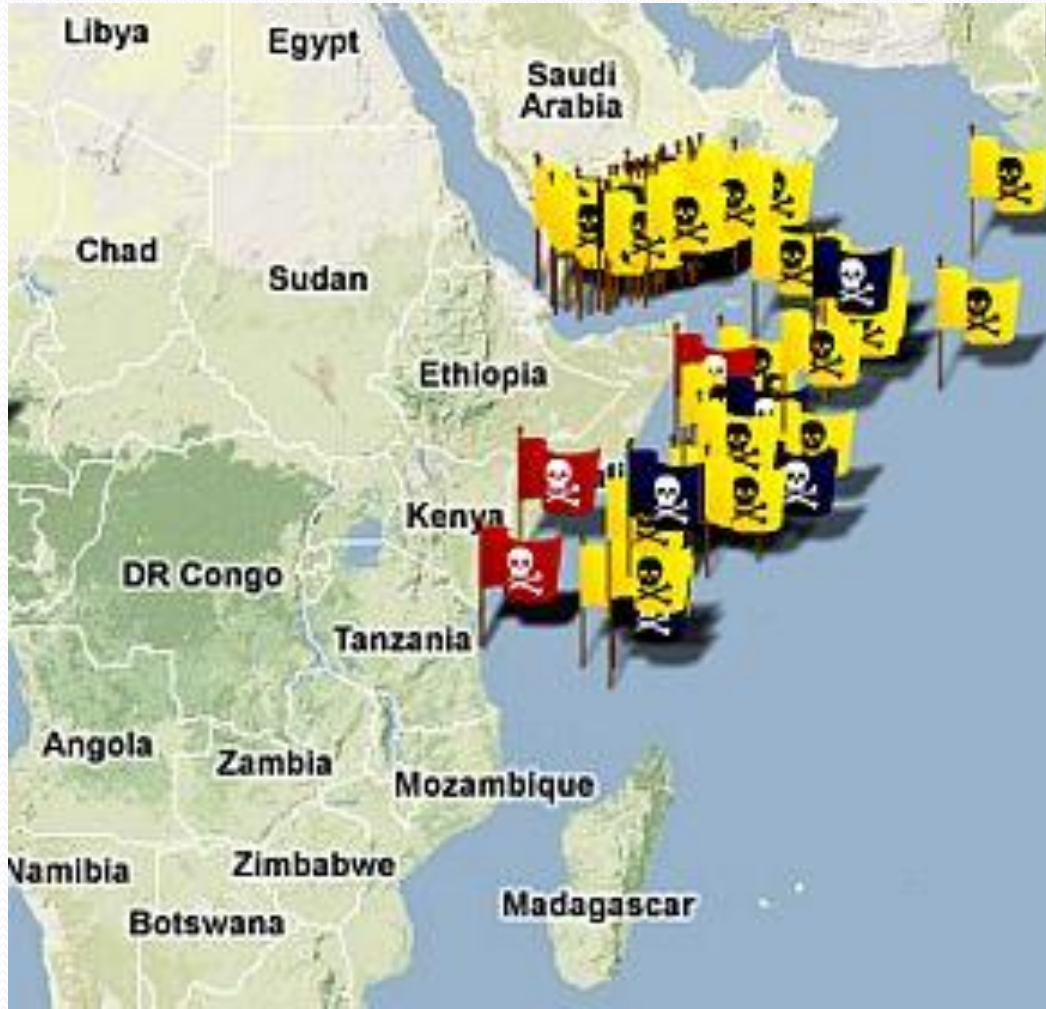 Libya
Egypt
Saudi
Arabia
Chad
Sudan
Ethiopia
Kenya
DR Congo
Tanzania
Angola
Zambia
Mozambique
Namibia
Zimbabwe
Botswana
Madagascar